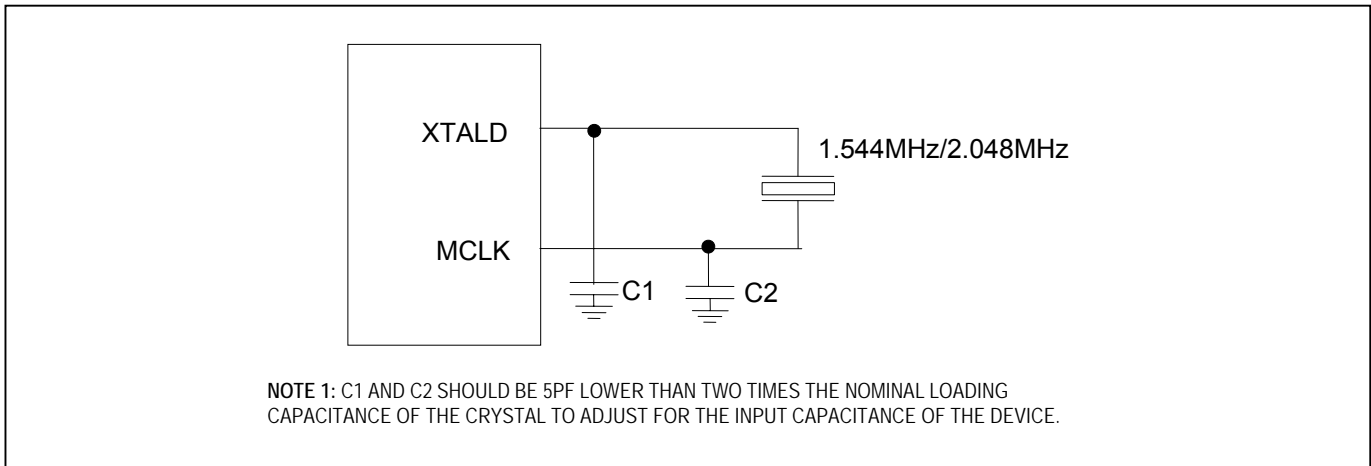 XTALD
1.544MHz/2.048MHz
MCLK
C1
C2
NOTE 1: C1 AND C2 SHOULD BE 5PF LOWER THAN TWO TIMES THE NOMINAL LOADING
CAPACITANCE OF THE CRYSTAL TO ADJUST FOR THE INPUT CAPACITANCE OF THE DEVICE.